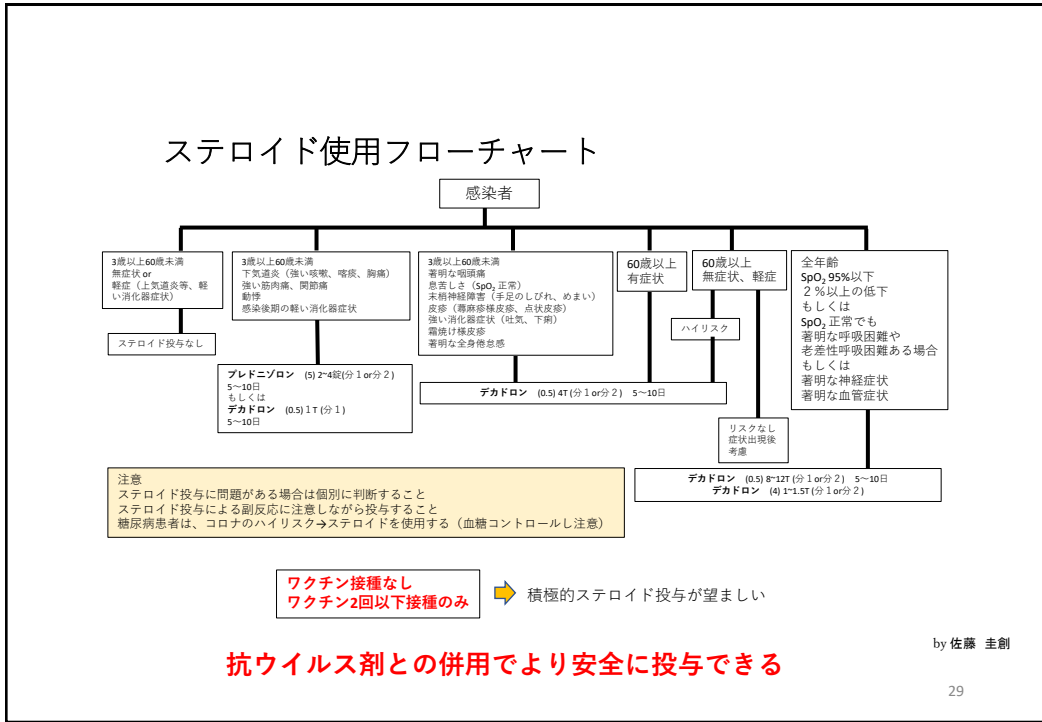 ステロイド使用フローチャート
感染者
3歳以上60歳未満
無症状 or
軽症（上気道炎等、軽
い消化器症状）
ステロイド投与なし
3歳以上60歳未満
下気道炎（強い咳嗽、喀痰、胸痛）
強い筋肉痛、関節痛
動悸
感染後期の軽い消化器症状
プレドニゾロン (5) 2~4錠(分１or分２)
5～10日
もしくは
デカドロン (0.5)１T (分１)
5～10日
3歳以上60歳未満
著明な咽頭痛
息苦しさ（SpO₂ 正常）
末梢神経障害（手足のしびれ、めまい）
皮疹（蕁麻疹様皮疹、点状皮疹）
強い消化器症状（吐気、下痢）
霜焼け様皮疹
著明な全身倦怠感
60歳以上
有症状
60歳以上
無症状、軽症
ハイリスク
デカドロン (0.5) 4T (分１or分２) 5～10日
リスクなし
症状出現後
考慮
全年齢
SpO₂ 95%以下
２％以上の低下
もしくは
SpO₂ 正常でも
著明な呼吸困難や
老差性呼吸困難ある場合
もしくは
著明な神経症状
著明な血管症状
デカドロン (0.5) 8~12T (分１or分２) 5～10日
デカドロン (4) 1~1.5T (分１or分２)
注意
ステロイド投与に問題がある場合は個別に判断すること
ステロイド投与による副反応に注意しながら投与すること
糖尿病患者は、コロナのハイリスク→ステロイドを使用する（血糖コントロールし注意）
ワクチン接種なし
ワクチン2回以下接種のみ
積極的ステロイド投与が望ましい
抗ウイルス剤との併用でより安全に投与できる
by 佐藤 圭創
29